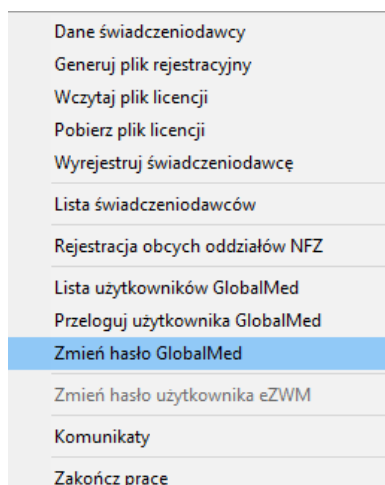 Dane świadczeniodawcy
Generuj plik rejestracyjny
Wczytaj plik licencji
Pobierz plik licencji
Wyrejestruj świadczeniodawcę
Lista świadczeniodawców
Rejestracja obcych oddziałów NFZ
Lista użytkowników GlobalMed
Przeloguj użytkownika GlobalMed
Zmień hasło GlobalMed
Zmień hasło użytkownika eZWM
Komunikaty
Zakończ pracę